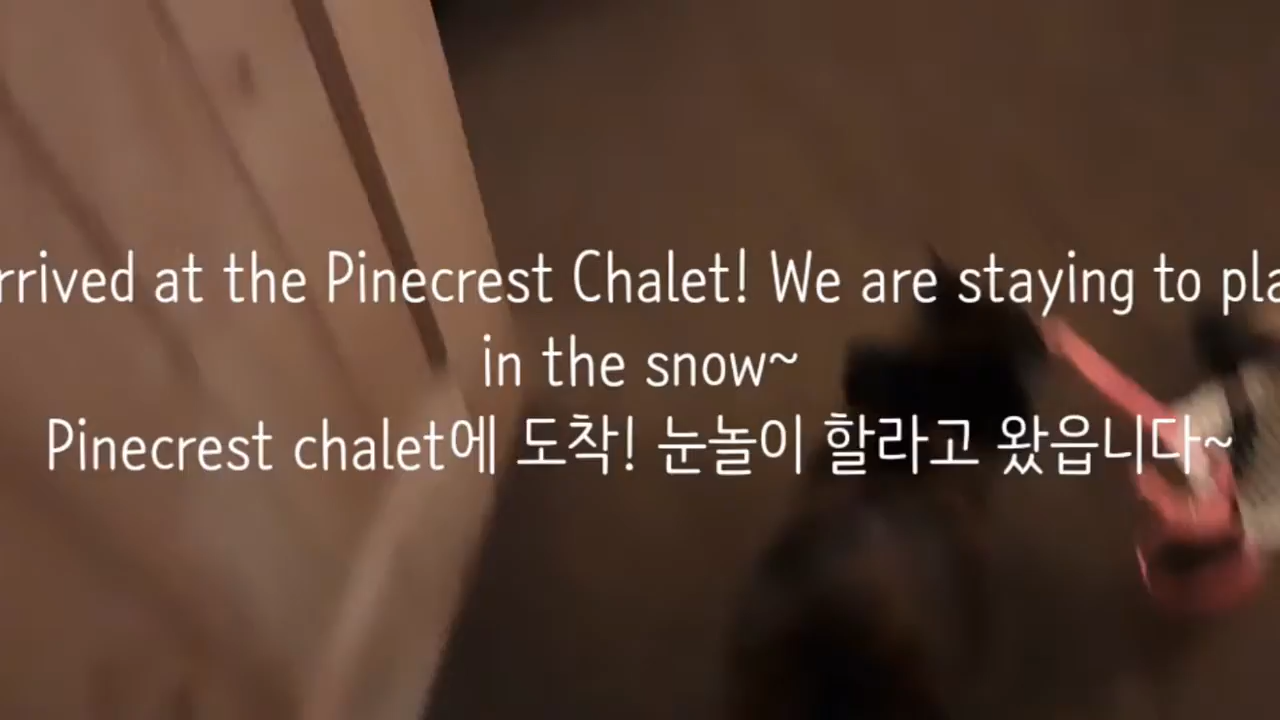 rrived at the Pinecrest Chalet! We are staying to pla
in the snow~
Pinecrest chalet에 도착! 눈놀이 할라고 왔읍니다~